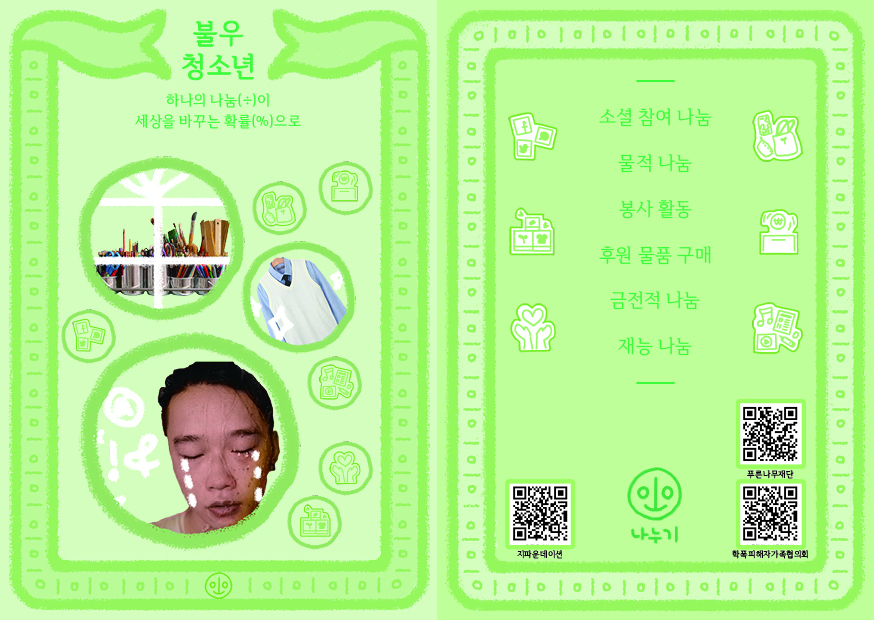 불우
청소년
하나의 나눔(÷)이
세상을 바꾸는 확률(%)으로
소셜 참여 나눔
물적 나눔
봉사 활동
후원 물품 구매
금전적 나눔
재능 나눔
푸른나무재단
나누기
지파운데이션
학폭피해자가족협의회